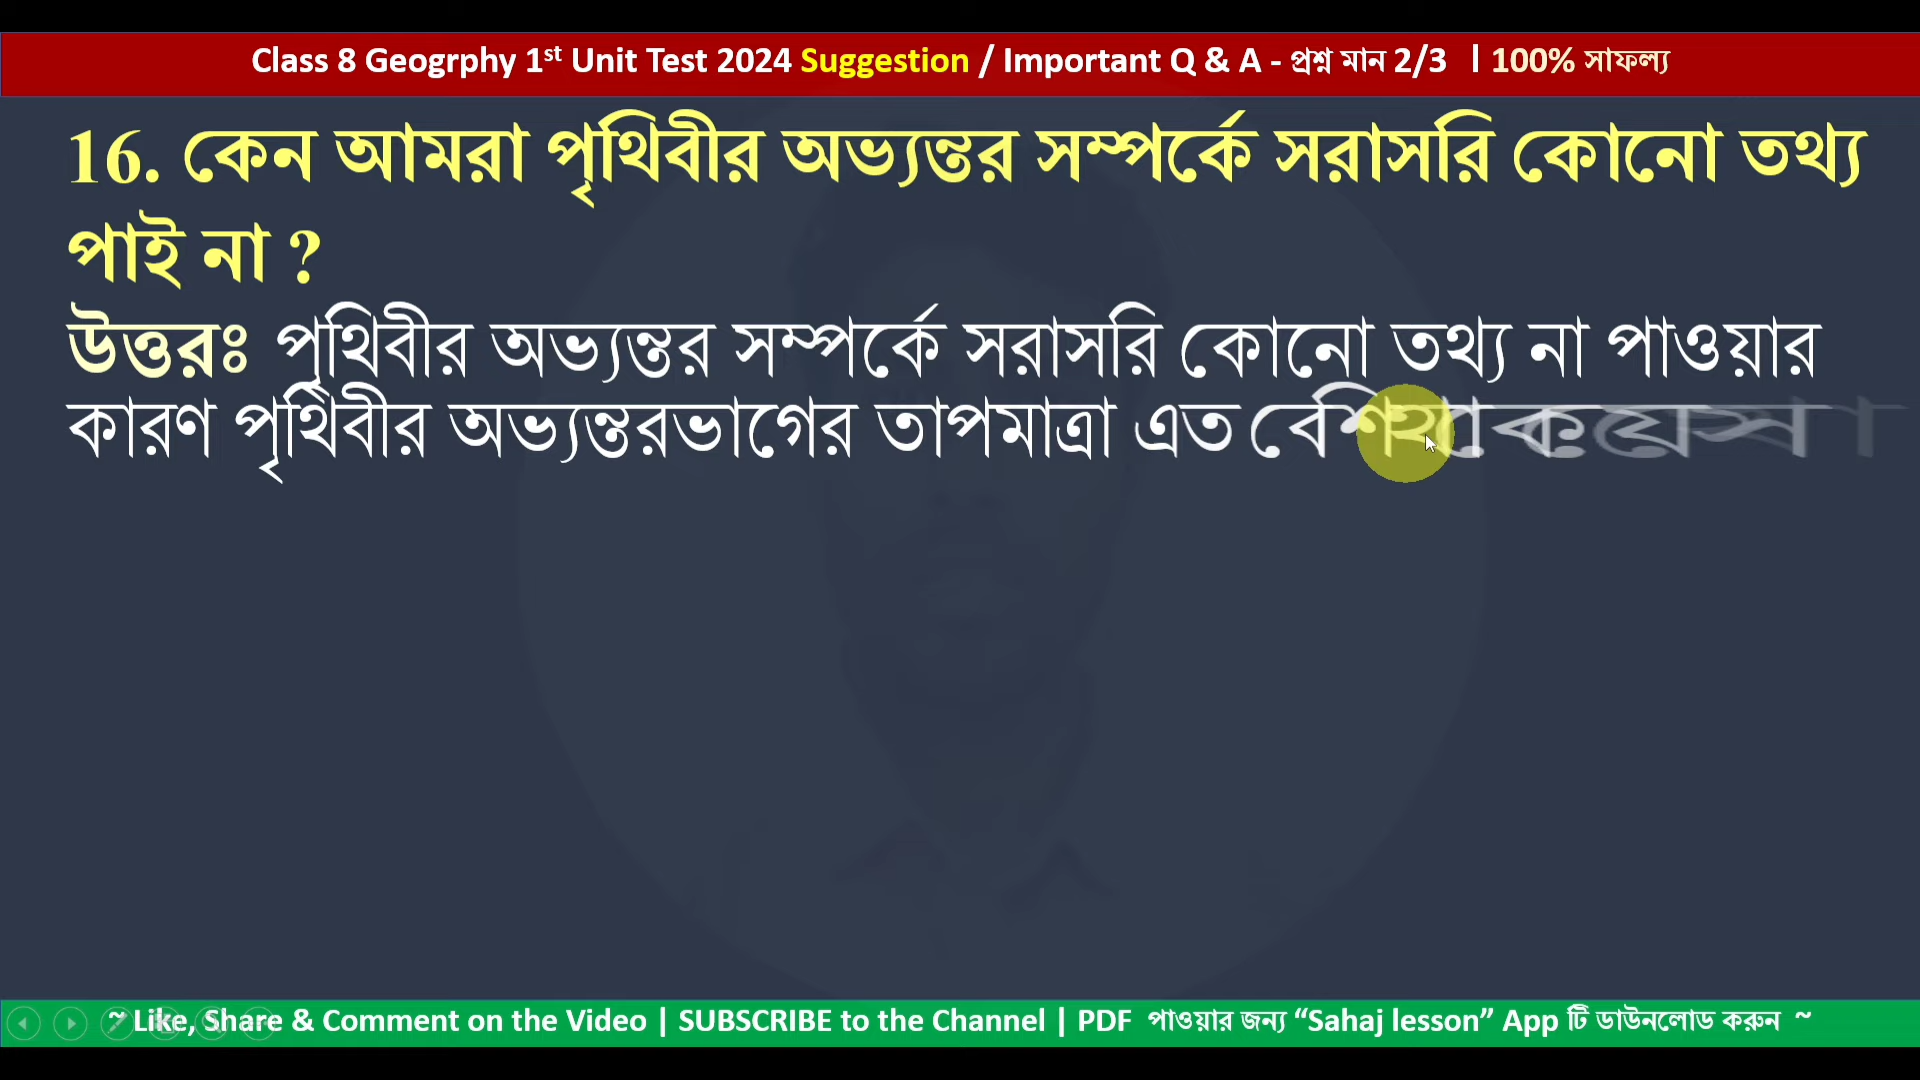 Class 8 Geogrphy 1st Unit Test 2024 Suggestion / Important Q & A - প্রশ্ন মান 2/3 | 100% সাফল্য
16. কেন আমরা পৃথিবীর অভ্যন্তর সম্পর্কে সরাসরি কোনো তথ্য
পাই না ?
উত্তরঃ পৃথিবীর অভ্যন্তর সম্পর্কে সরাসরি কোনো তথ্য না পাওয়ার
কারণ পৃথিবীর অভ্যন্তরভাগের তাপমাত্রা এত বেশি
~ Like, Share & Comment on the Video | SUBSCRIBE to the Channel | PDF পাওয়ার জন্য “Sahaj lesson” App টি ডাউনলোড করুন ~